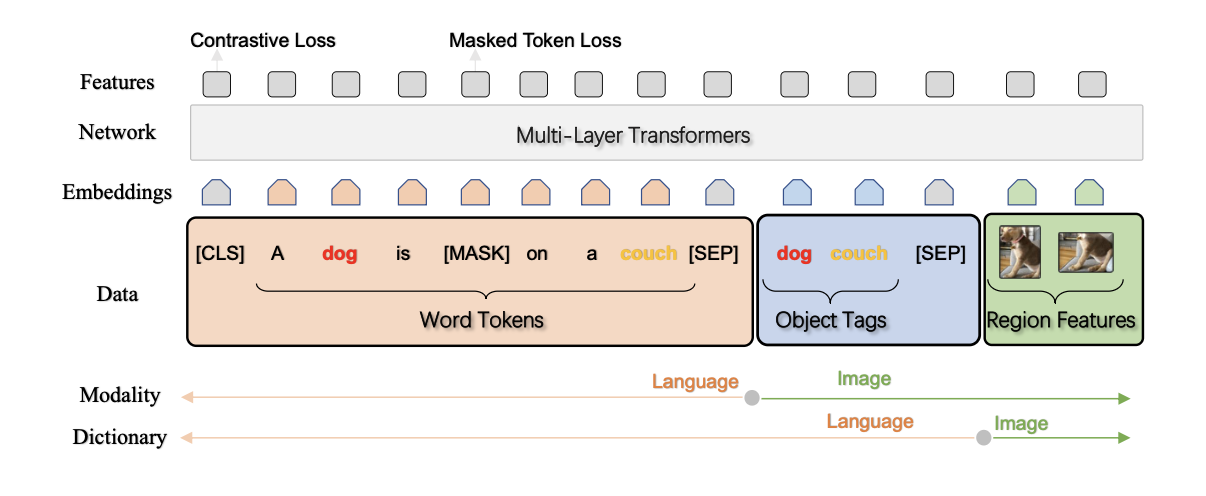 Contrastive Loss Masked Token Loss
Features
Network Multi-Layer Transformers
Embeddings
[CLS] A dog is [MASK] on a couch [SEP] dog couch [SEP]
Data
Word Tokens Object Tags Region Features
Modality Language Image
Dictionary Language Image